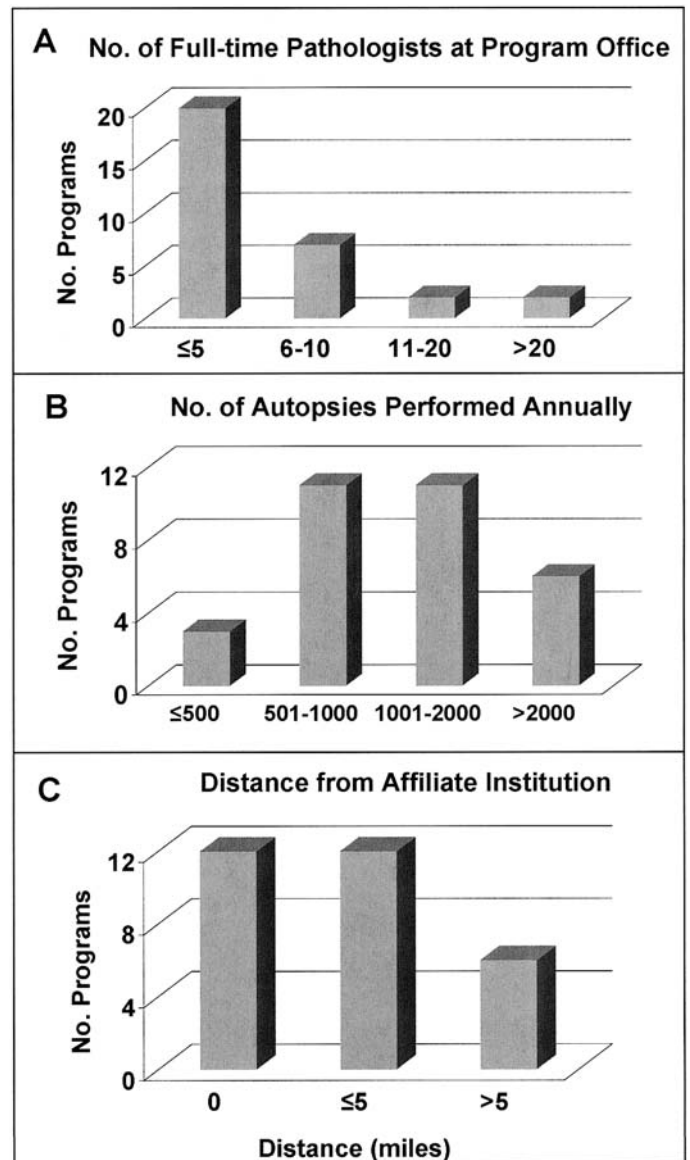 A
No. of Full-time Pathologists at Program Office
No. Programs
20
15
10
5
0
≤5 6-10 11-20 >20
B
No. of Autopsies Performed Annually
No. Programs
12
8
4
0
≤500 501-1000 1001-2000 >2000
C
Distance from Affiliate Institution
No. Programs
12
8
4
0
0 ≤5 >5
Distance (miles)